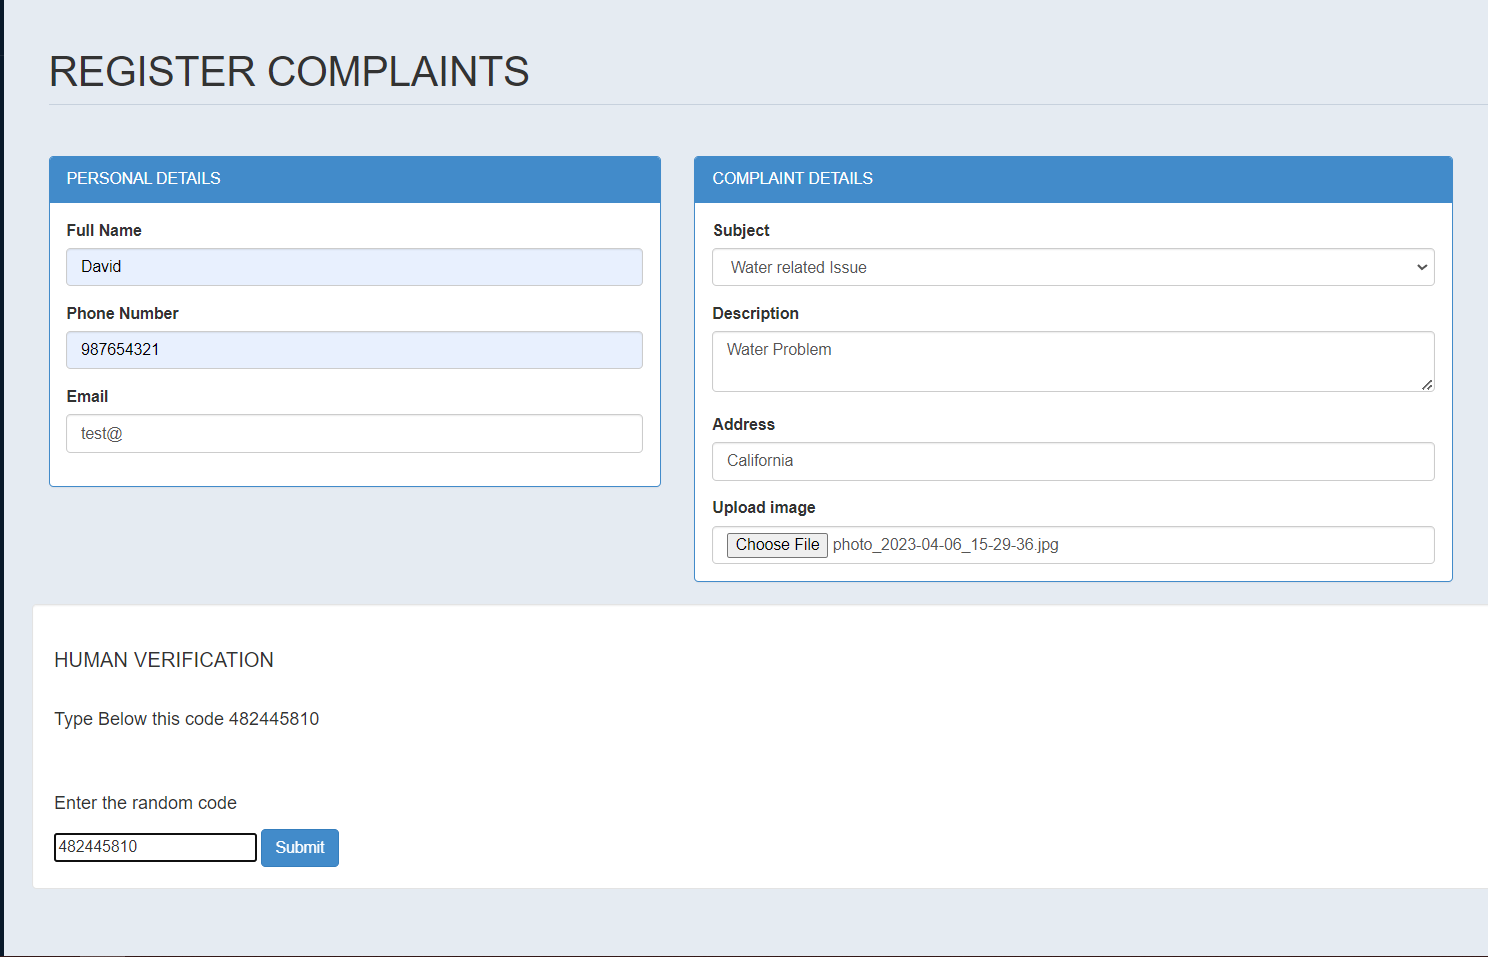 REGISTER COMPLAINTS
PERSONAL DETAILS
Full Name
David
Phone Number
987654321
Email
test@
COMPLAINT DETAILS
Subject
Water related Issue
Description
Water Problem
Address
California
Upload image
Choose File photo_2023-04-06_15-29-36.jpg
HUMAN VERIFICATION
Type Below this code 482445810
Enter the random code
482445810 Submit